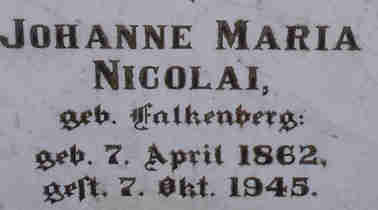 JOHANNE MARIA
NICOLAI,
geb. Falkenberg:
geb. 7. April 1862.
gest. 7. Okt. 1945.